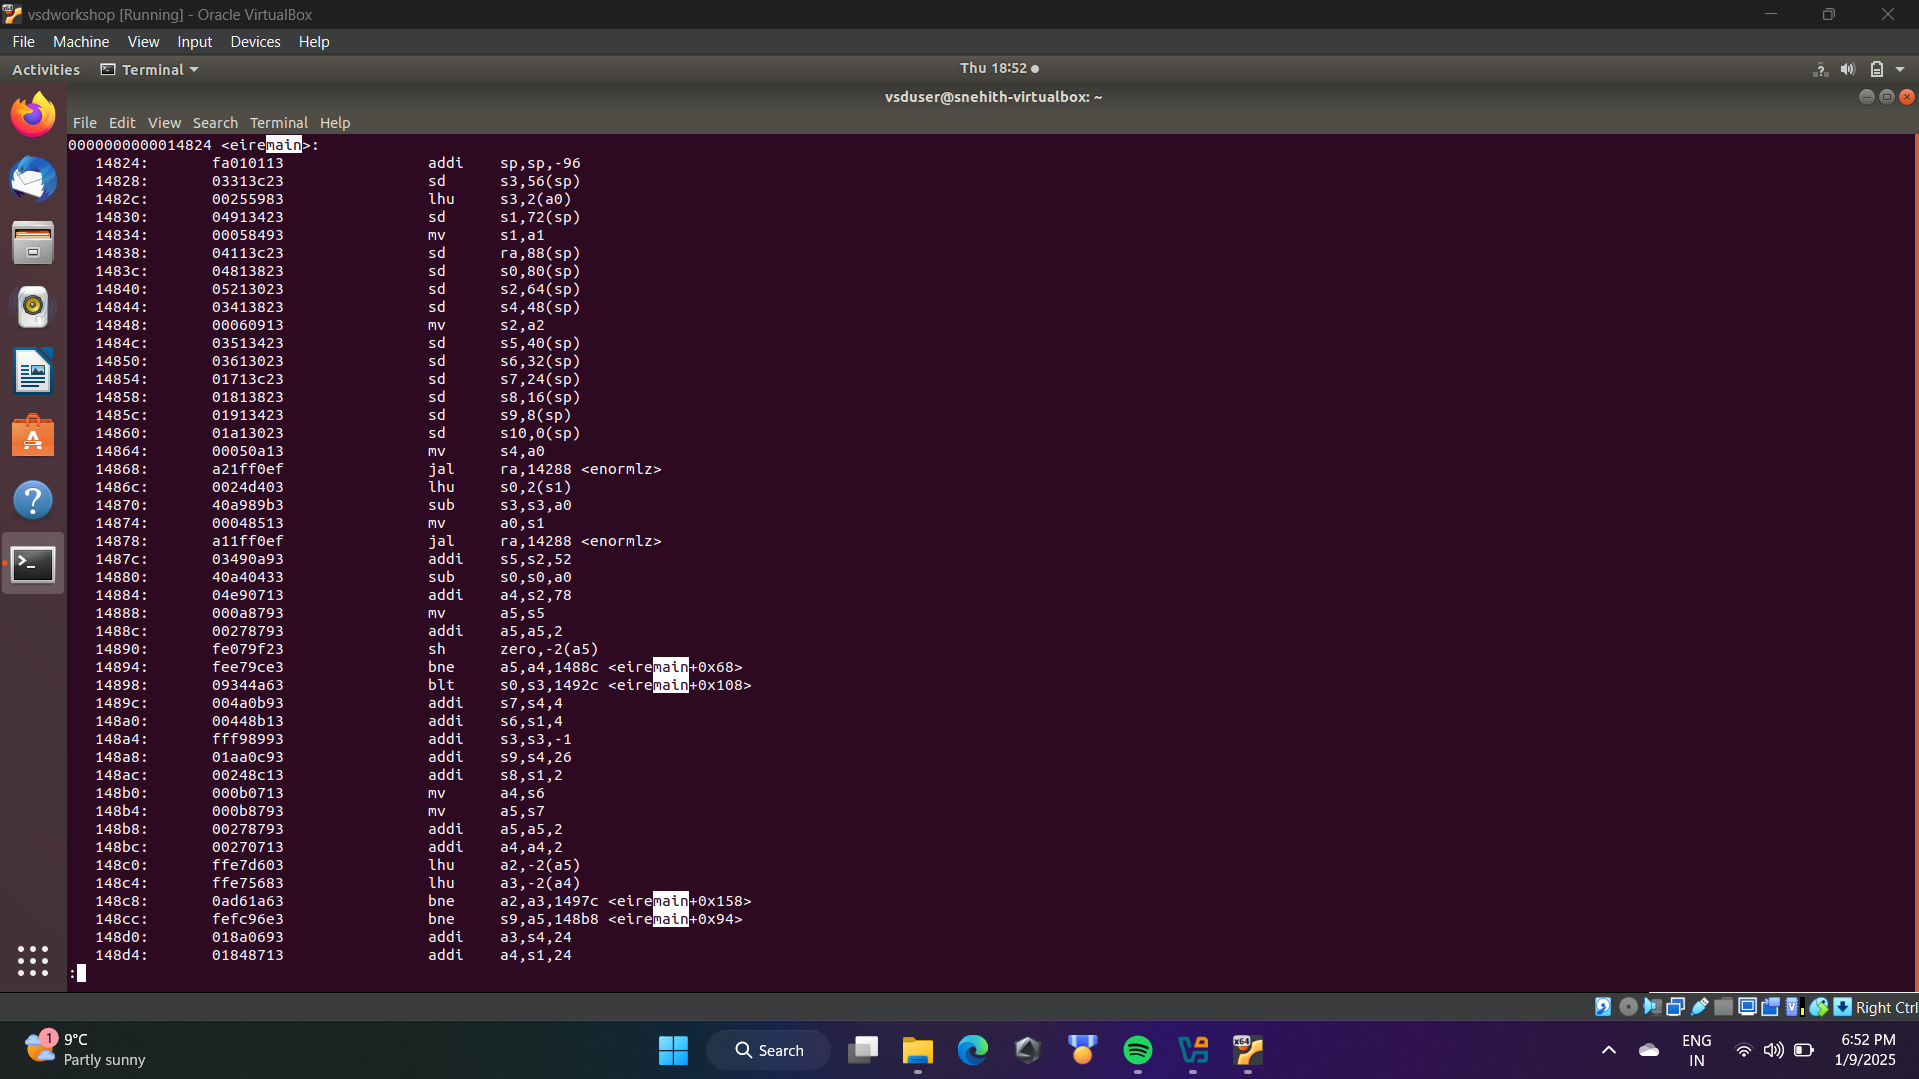 vsdworkshop [Running] - Oracle VirtualBox
File Machine View Input Devices Help
Activities Terminal Thu 18:52
vsduser@snehith-virtualbox: ~
File Edit View Search Terminal Help
0000000000014824 <eiremain>:
14824: fa010113 addi sp,sp,-96
14828: 03313c23 sd s3,56(sp)
1482c: 00255983 lhu s3,2(a0)
14830: 04913423 sd s1,72(sp)
14834: 00058493 mv s1,a1
14838: 04113c23 sd ra,88(sp)
1483c: 04813823 sd s0,80(sp)
14840: 05213023 sd s2,64(sp)
14844: 03413823 sd s4,48(sp)
14848: 00060913 mv s2,a2
1484c: 03513423 sd s5,40(sp)
14850: 03613023 sd s6,32(sp)
14854: 01713c23 sd s7,24(sp)
14858: 01813823 sd s8,16(sp)
1485c: 01913423 sd s9,8(sp)
14860: 01a13023 sd s10,0(sp)
14864: 00050a13 mv s4,a0
14868: a21ff0ef jal ra,14288 <enormlz>
1486c: 0024d403 lhu s0,2(s1)
14870: 40a989b3 sub s3,s3,a0
14874: 00048513 mv a0,s1
14878: a11ff0ef jal ra,14288 <enormlz>
1487c: 03490a93 addi s5,s2,52
14880: 40a40433 sub s0,s0,a0
14884: 04e90713 addi a4,s2,78
14888: 000a8793 mv a5,s5
1488c: 00278793 addi a5,a5,2
14890: fe079f23 sh zero,-2(a5)
14894: fee79ce3 bne a5,a4,1488c <eiremain+0x68>
14898: 09344a63 blt s0,s3,1492c <eiremain+0x108>
1489c: 004a0b93 addi s7,s4,4
148a0: 00448b13 addi s6,s1,4
148a4: fff98993 addi s3,s3,-1
148a8: 01aa0c93 addi s9,s4,26
148ac: 00248c13 addi s8,s1,2
148b0: 000b0713 mv a4,s6
148b4: 000b8793 mv a5,s7
148b8: 00278793 addi a5,a5,2
148bc: 00270713 addi a4,a4,2
148c0: ffe7d603 lhu a2,-2(a5)
148c4: ffe75683 lhu a3,-2(a4)
148c8: 0ad61a63 bne a2,a3,1497c <eiremain+0x158>
148cc: fefc96e3 bne s9,a5,148b8 <eiremain+0x94>
148d0: 018a0693 addi a3,s4,24
148d4: 01848713 addi a4,s1,24
:
Right Ctrl
1 9°C
Partly sunny
Search
ENG
IN
6:52 PM
1/9/2025